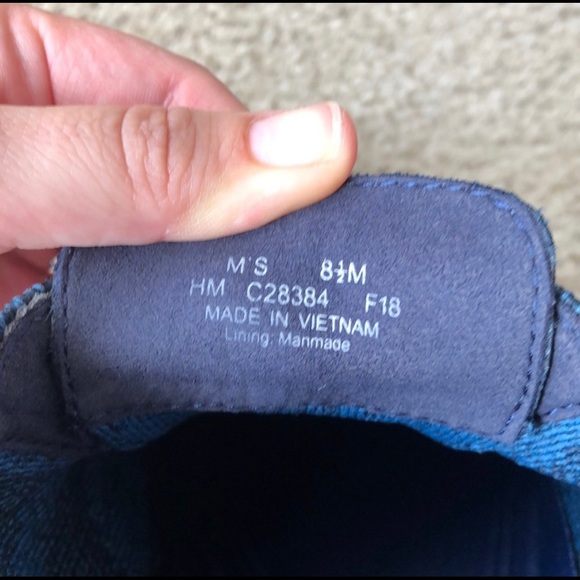 M'S 8½M
HM C28384 F18
MADE IN VIETNAM
Lining: Manmade